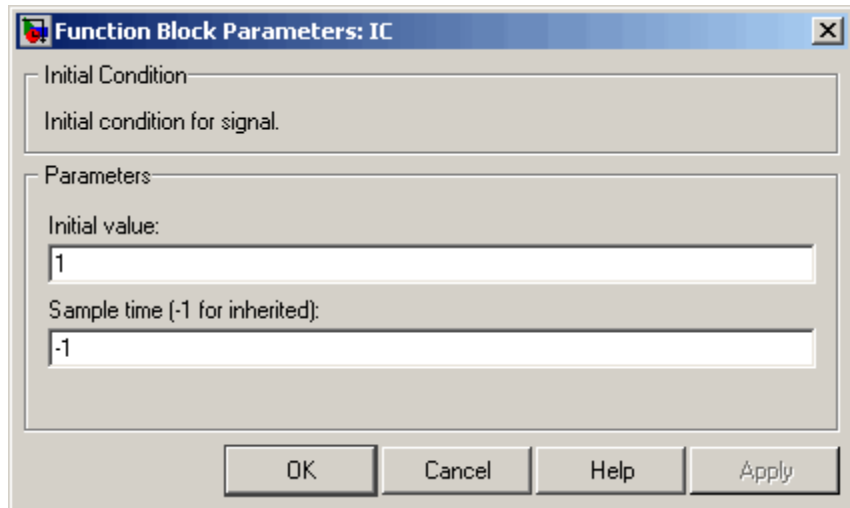 Function Block Parameters: IC
Initial Condition
Initial condition for signal.
Parameters
Initial value:
1
Sample time (-1 for inherited):
-1
OK Cancel Help Apply